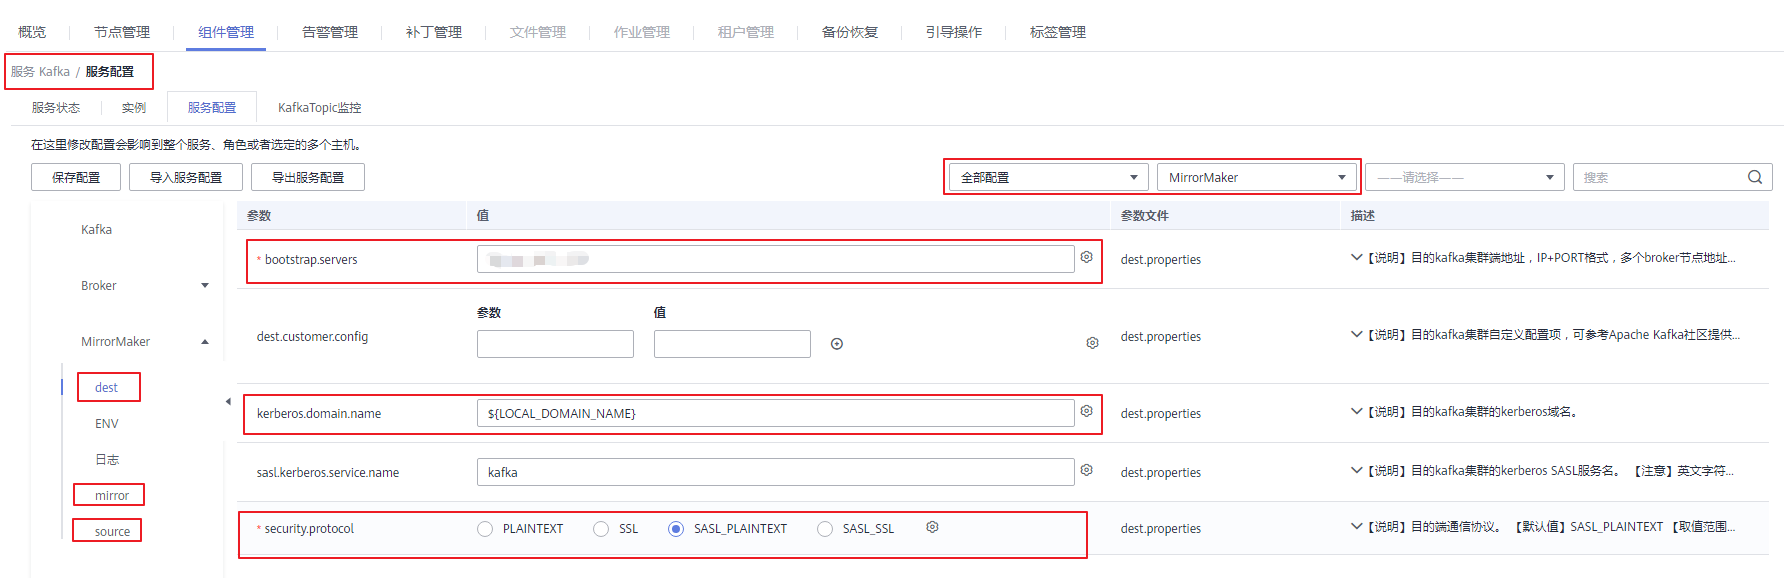 概览 节点管理 组件管理 告警管理 补丁管理 文件管理 作业管理 租户管理 备份恢复 引导操作 标签管理
服务 Kafka / 服务配置
服务状态 实例 服务配置 KafkaTopic监控
在这里修改配置会影响到整个服务、角色或者选定的多个主机。
保存配置 导入服务配置 导出服务配置 全部配置 MirrorMaker ——请选择—— 搜索
参数 值 参数文件 描述
Kafka
* bootstrap.servers dest.properties 【说明】目的kafka集群端地址，IP+PORT格式，多个broker节点地址...
Broker
参数 值
dest.customer.config dest.properties 【说明】目的kafka集群自定义配置项，可参考Apache Kafka社区提供...
MirrorMaker
dest
kerberos.domain.name ${LOCAL_DOMAIN_NAME} dest.properties 【说明】目的kafka集群的kerberos域名。
ENV
日志
sasl.kerberos.service.name kafka dest.properties 【说明】目的kafka集群的kerberos SASL服务名。 【注意】英文字符...
mirror
* security.protocol PLAINTEXT SSL SASL_PLAINTEXT SASL_SSL dest.properties 【说明】目的端通信协议。 【默认值】SASL_PLAINTEXT 【取值范围...
source